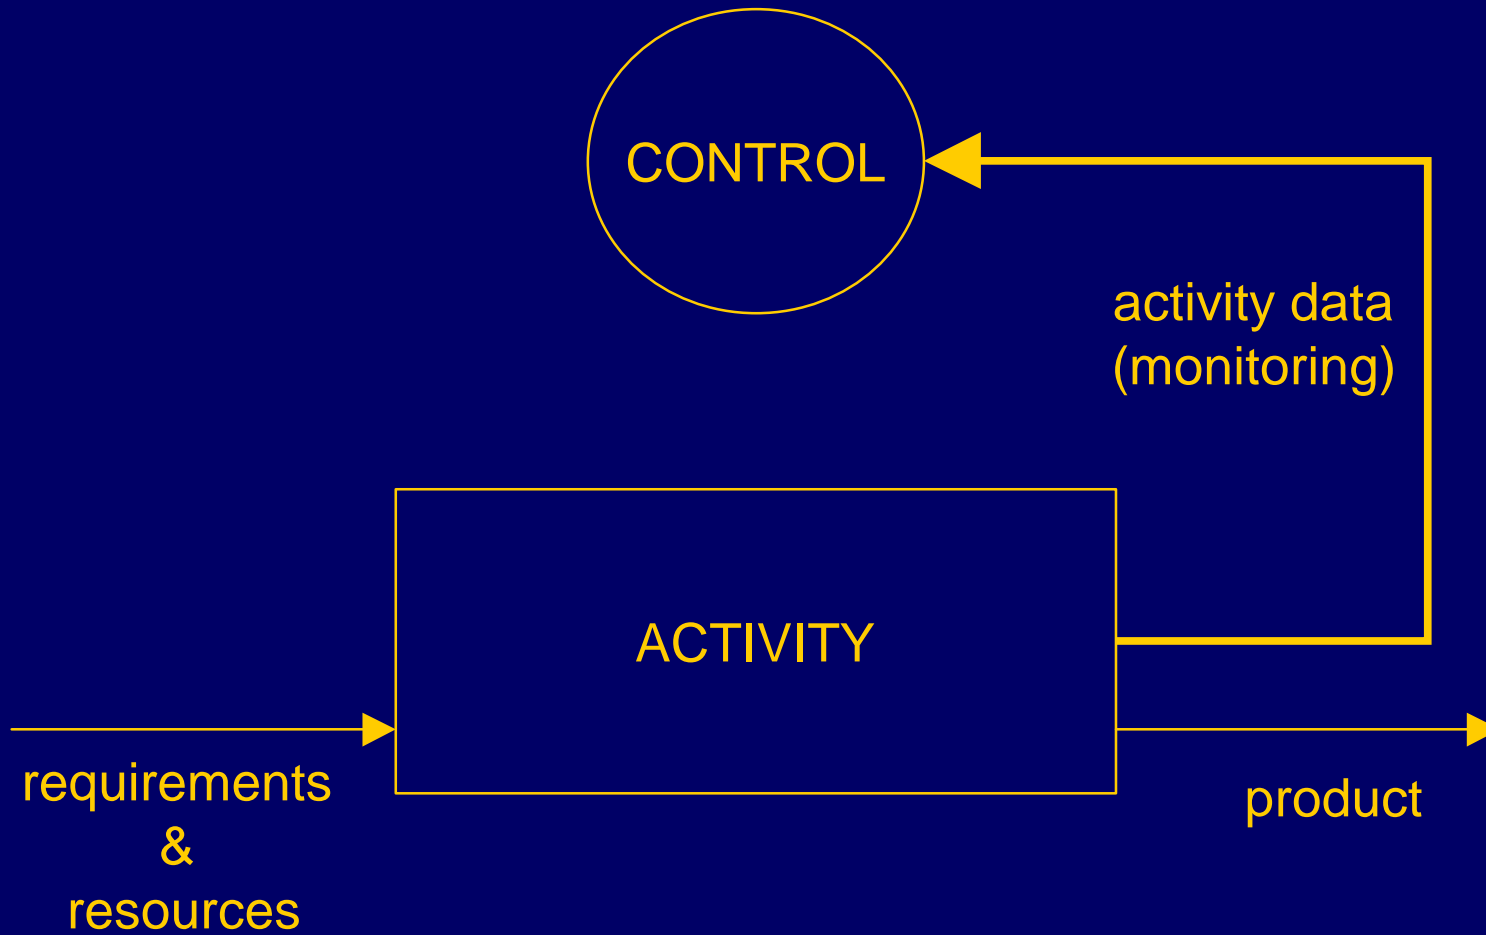 CONTROL
activity data
(monitoring)
ACTIVITY
requirements
&
resources
product